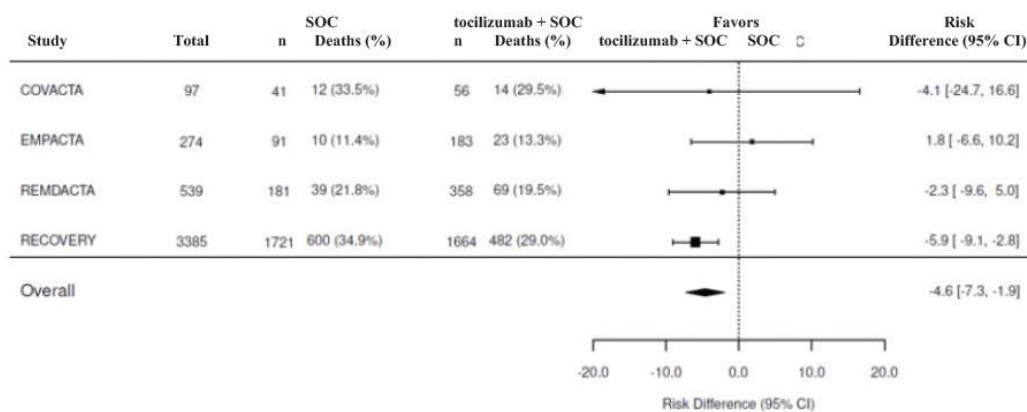 SOC tocilizumab + SOC Favors Risk
Study Total n Deaths (%) n Deaths (%) tocilizumab + SOC SOC Difference (95% CI)
COVACTA 97 41 12 (33.5%) 56 14 (29.5%) -4.1 [-24.7, 16.6]
EMPACTA 274 91 10 (11.4%) 183 23 (13.3%) 1.8 [ -6.6, 10.2]
REMDACTA 539 181 39 (21.8%) 358 69 (19.5%) -2.3 [ -9.6, 5.0]
RECOVERY 3385 1721 600 (34.9%) 1664 482 (29.0%) -5.9 [ -9.1, -2.8]
Overall -4.6 [-7.3, -1.9]
-20.0 -10.0 0.0 10.0 20.0
Risk Difference (95% CI)